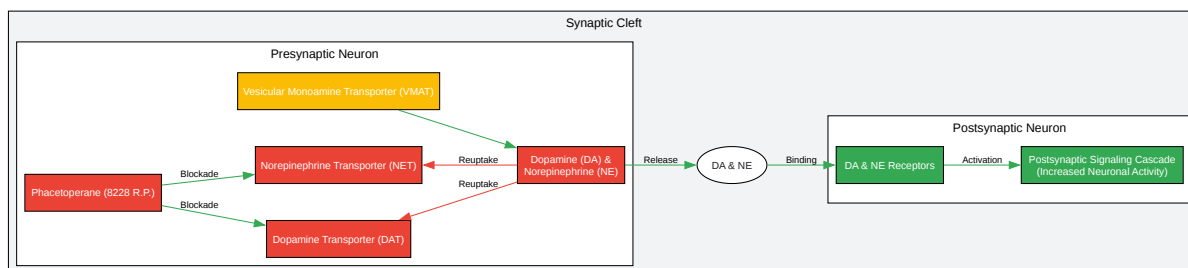 Synaptic Cleft
Presynaptic Neuron
Vesicular Monoamine Transporter (VMAT)
Norepinephrine Transporter (NET)
Reuptake
Dopamine (DA) &
Norepinephrine (NE)
Release
DA & NE
Binding
Postsynaptic Neuron
DA & NE Receptors
Activation
Postsynaptic Signaling Cascade
(Increased Neuronal Activity)
Phacetoperane (8228 R.P.)
Blockade
Reuptake
Blockade
Dopamine Transporter (DAT)